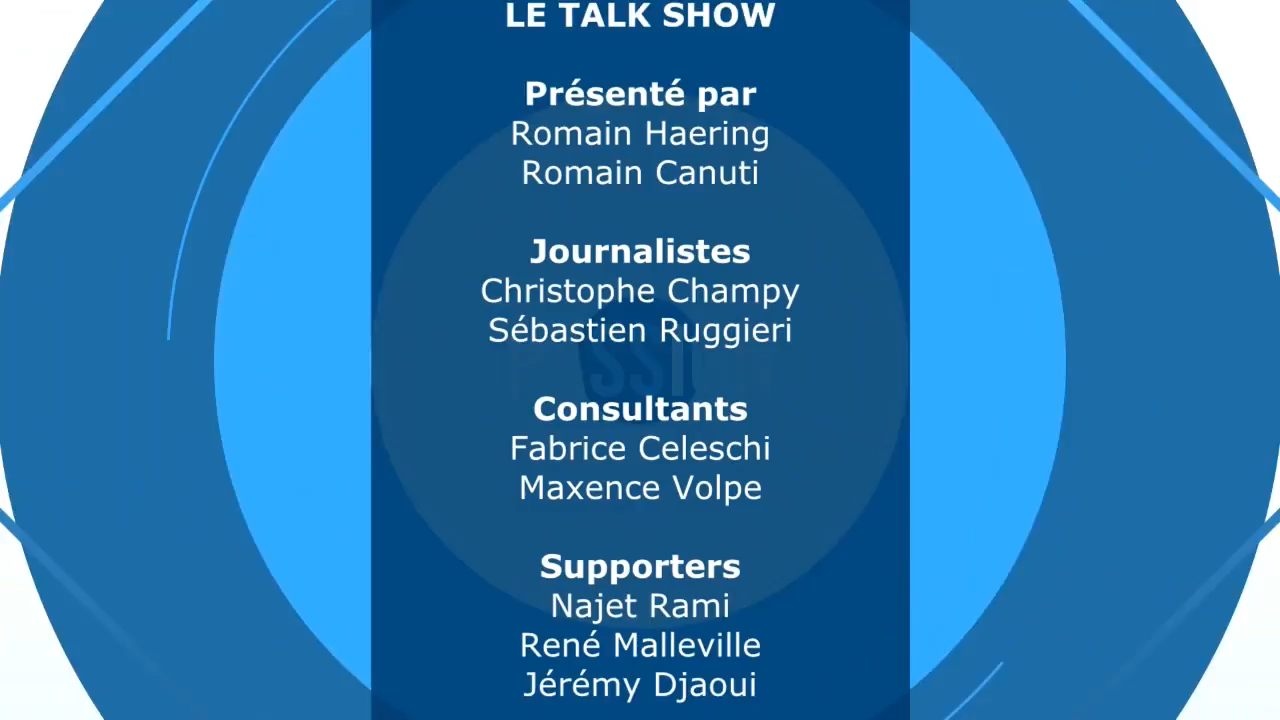 LE TALK SHOW
Présenté par
Romain Haering
Romain Canuti
Journalistes
Christophe Champy
Sébastien Ruggieri
Consultants
Fabrice Celeschi
Maxence Volpe
Supporters
Najet Rami
René Malleville
Jérémy Djaoui